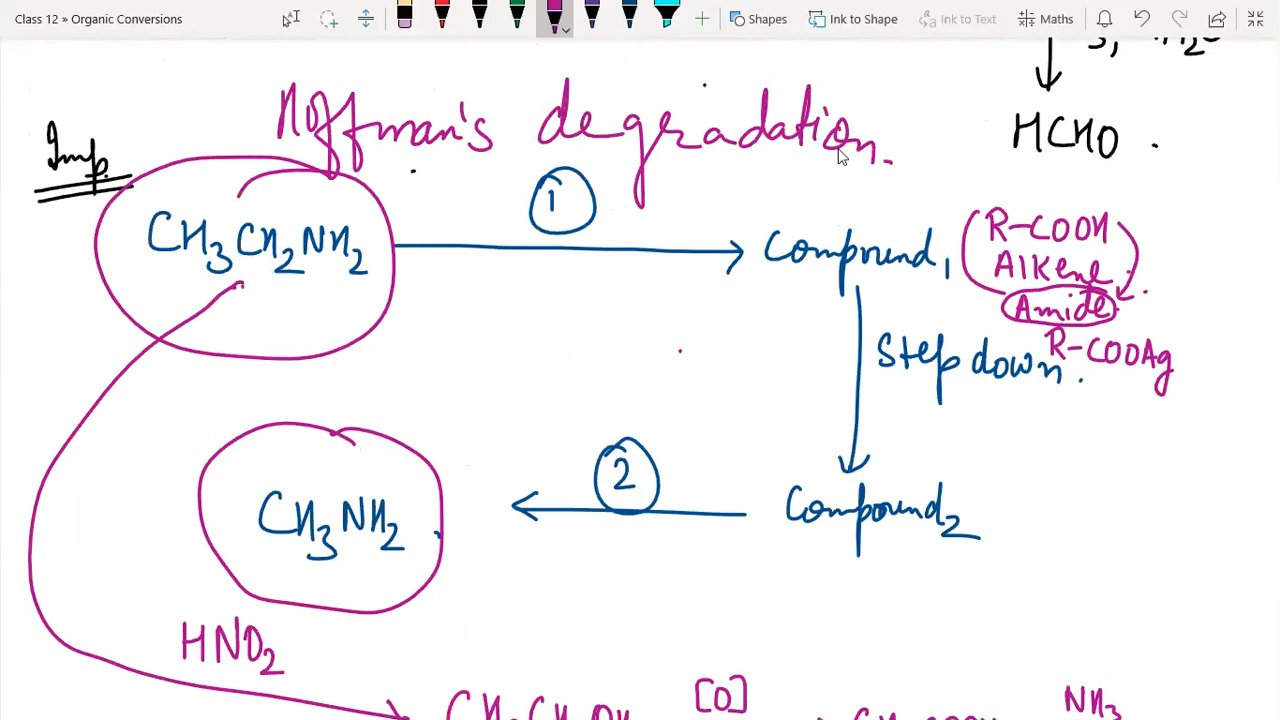 Class 12 » Organic Conversions
Shapes
Ink to Shape
Ink to Text
Maths
HCHO .
Hoffman's degradation.
Imp.
CH3CH2NH2
1
Compound1
R-COOH
Alkene
Amide
R-COOAg
Step down.
CH3NH2
2
Compound2
HNO2
[O]
NH3